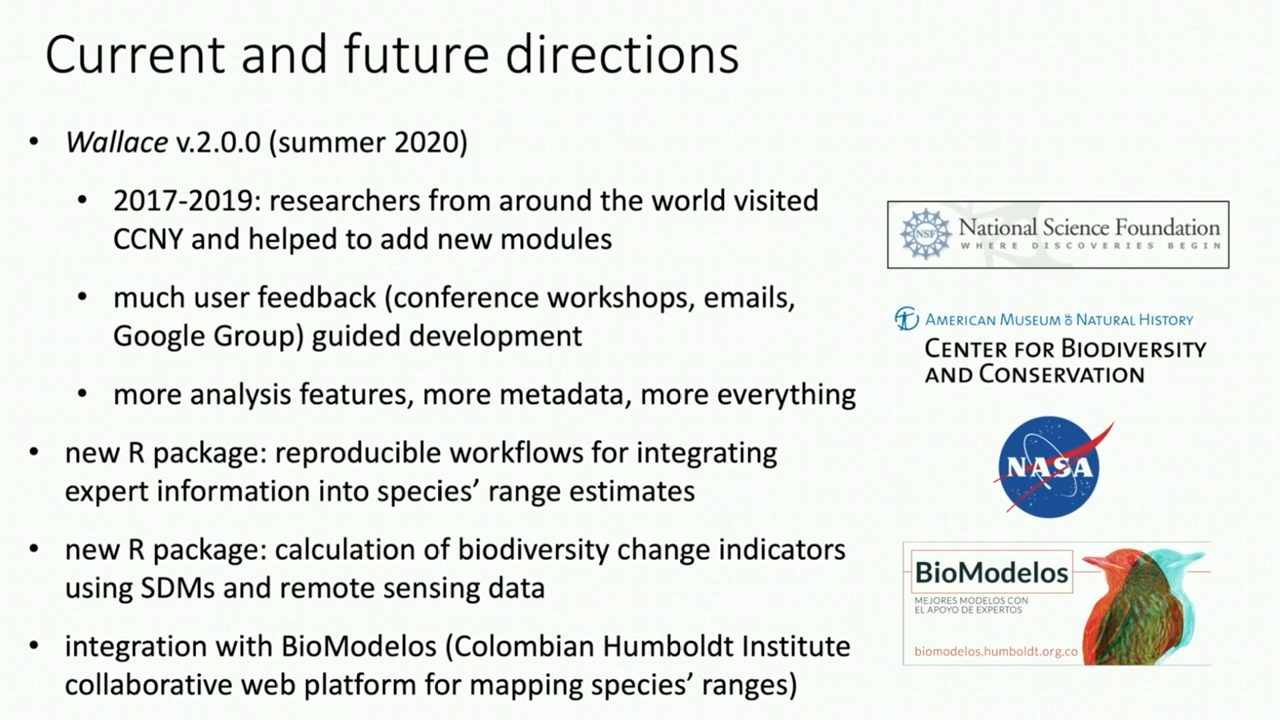 Current and future directions
• Wallace v.2.0.0 (summer 2020)
• 2017-2019: researchers from around the world visited
CCNY and helped to add new modules
• much user feedback (conference workshops, emails,
Google Group) guided development
• more analysis features, more metadata, more everything
• new R package: reproducible workflows for integrating
expert information into species’ range estimates
• new R package: calculation of biodiversity change indicators
using SDMs and remote sensing data
• integration with BioModelos (Colombian Humboldt Institute
collaborative web platform for mapping species’ ranges)
NSF
National Science Foundation
WHERE DISCOVERIES BEGIN
AMERICAN MUSEUM & NATURAL HISTORY
CENTER FOR BIODIVERSITY
AND CONSERVATION
NASA
BioModelos
MEJORES MODELOS CON
EL APOYO DE EXPERTOS
biomodelos.humboldt.org.co